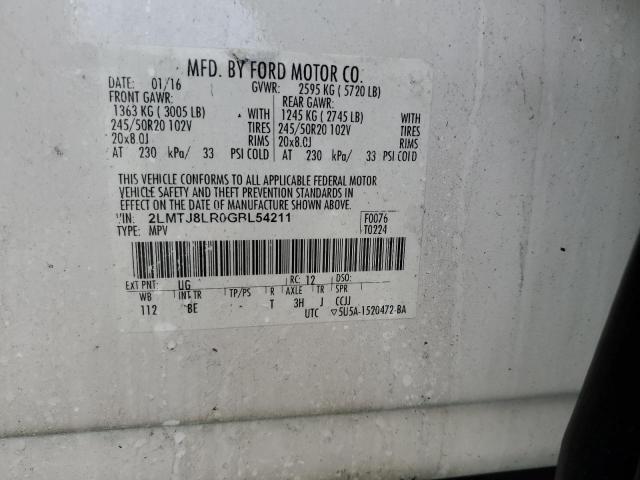 MFD. BY FORD MOTOR CO.
DATE: 01/16 GVWR: 2595 KG ( 5720 LB)
FRONT GAWR: REAR GAWR:
1363 KG ( 3005 LB) WITH 1245 KG ( 2745 LB) WITH
245/50R20 102V TIRES 245/50R20 102V TIRES
20x8.0J RIMS 20x8.0J RIMS
AT 230 kPa/ 33 PSI COLD AT 230 kPa/ 33 PSI COLD
THIS VEHICLE CONFORMS TO ALL APPLICABLE FEDERAL MOTOR
VEHICLE SAFETY AND THEFT PREVENTION STANDARDS IN
EFFECT ON THE DATE OF MANUFACTURE SHOWN ABOVE.
VIN: 2LMTJ8LR0GRL54211 F0076
TYPE: MPV T0224
EXT PNT: UG RC: 12 DSO:
WB INT TR TP/PS R AXLE TR SPR
112 BE - T 3H J CCJJ
UTC ▽5U5A-1520472-BA